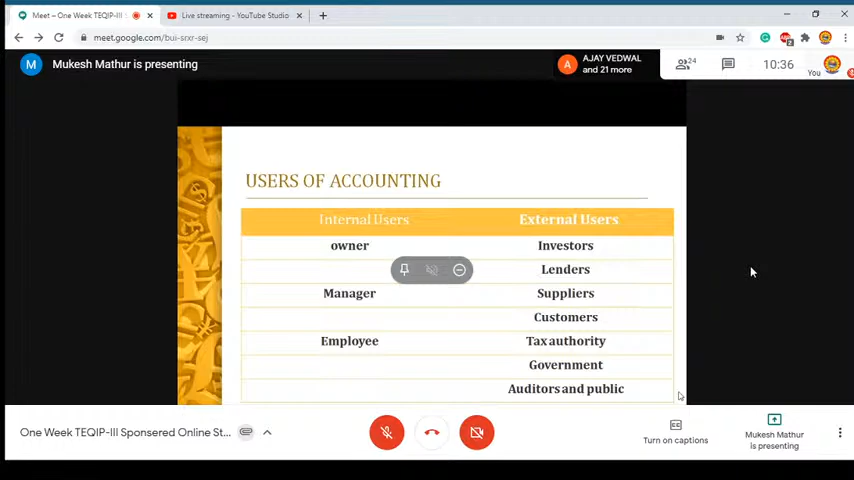 Meet – One Week TEQIP-III S
Live streaming - YouTube Studio
meet.google.com/bui-srxr-sej
M Mukesh Mathur is presenting
A AJAY VEDWAL and 21 more
24
10:36
You
USERS OF ACCOUNTING
Internal Users External Users
owner Investors
Lenders
Manager Suppliers
Customers
Employee Tax authority
Government
Auditors and public
One Week TEQIP-III Sponsered Online St...
Turn on captions
Mukesh Mathur
is presenting